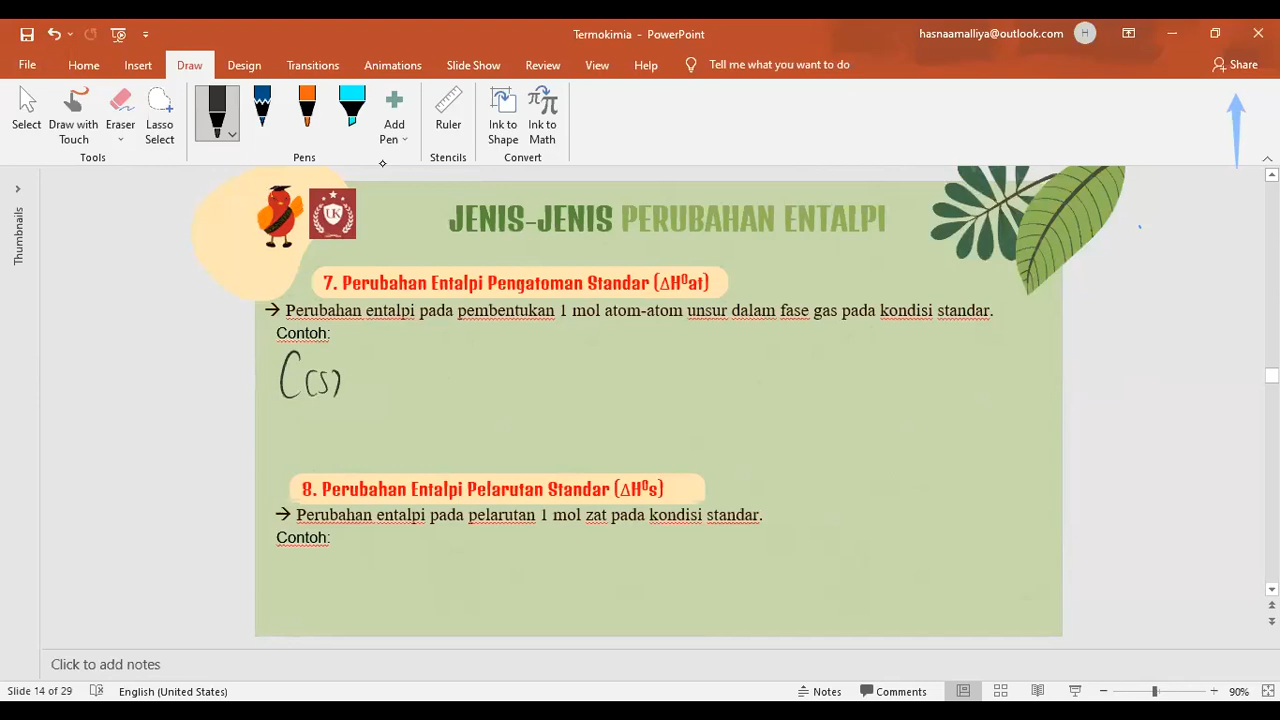 Termokimia - PowerPoint
hasnaamalliya@outlook.com
H
File
Home
Insert
Draw
Design
Transitions
Animations
Slide Show
Review
View
Help
Tell me what you want to do
Share
Select
Draw with Touch
Eraser
Lasso Select
Add Pen
Ruler
Ink to Shape
Ink to Math
Tools
Pens
Stencils
Convert
Thumbnails
UK
JENIS-JENIS PERUBAHAN ENTALPI
7. Perubahan Entalpi Pengatoman Standar (ΔH⁰at)
→ Perubahan entalpi pada pembentukan 1 mol atom-atom unsur dalam fase gas pada kondisi standar.
Contoh:
C(s)
8. Perubahan Entalpi Pelarutan Standar (ΔH⁰s)
→ Perubahan entalpi pada pelarutan 1 mol zat pada kondisi standar.
Contoh:
Click to add notes
Slide 14 of 29
English (United States)
Notes
Comments
90%